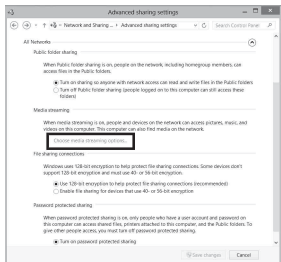 Advanced sharing settings
Network and Sharing ... Advanced sharing settings
Search Control Panel
All Networks
Public folder sharing
When Public folder sharing is on, people on the network, including homegroup members, can
access files in the Public folders.
Turn on sharing so anyone with network access can read and write files in the Public folders
Turn off Public folder sharing (people logged on to this computer can still access these
folders)
Media streaming
When media streaming is on, people and devices on the network can access pictures, music, and
videos on this computer. This computer can also find media on the network.
Choose media streaming options...
File sharing connections
Windows uses 128-bit encryption to help protect file sharing connections. Some devices don't
support 128-bit encryption and must use 40- or 56-bit encryption.
Use 128-bit encryption to help protect file sharing connections (recommended)
Enable file sharing for devices that use 40- or 56-bit encryption
Password protected sharing
When password protected sharing is on, only people who have a user account and password on this
computer can access shared files, printers attached to this computer, and the Public folders. To
give other people access, you must turn off password protected sharing.
Turn on password protected sharing
Save changes
Cancel